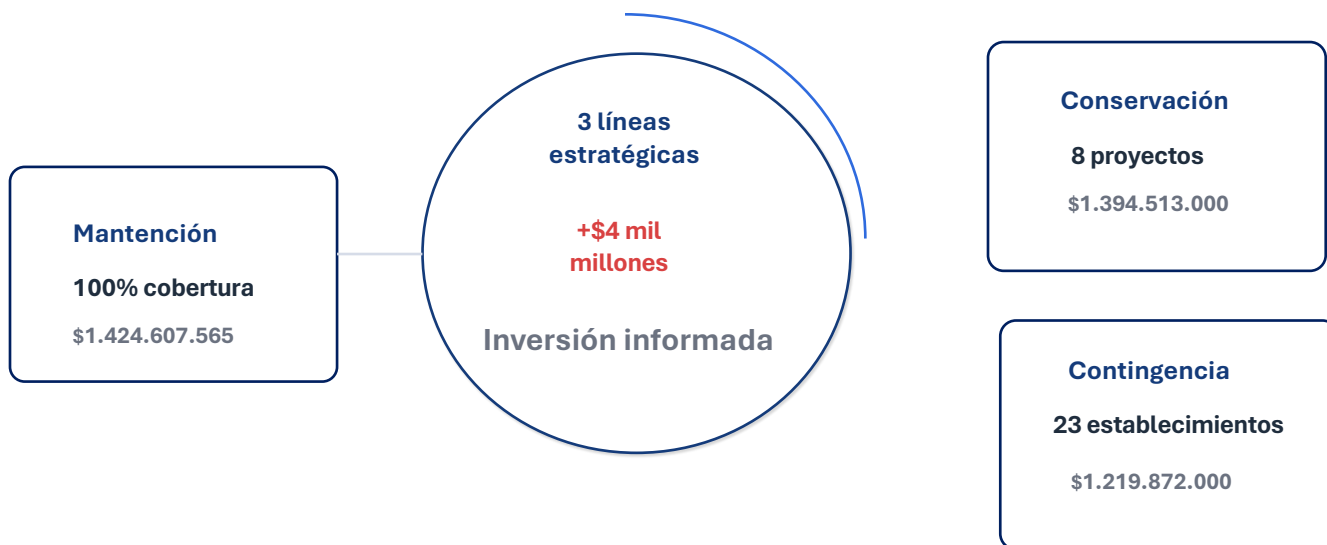 Mantención
100% cobertura
$1.424.607.565
3 líneas
estratégicas
+$4 mil
millones
Inversión informada
Conservación
8 proyectos
$1.394.513.000
Contingencia
23 establecimientos
$1.219.872.000